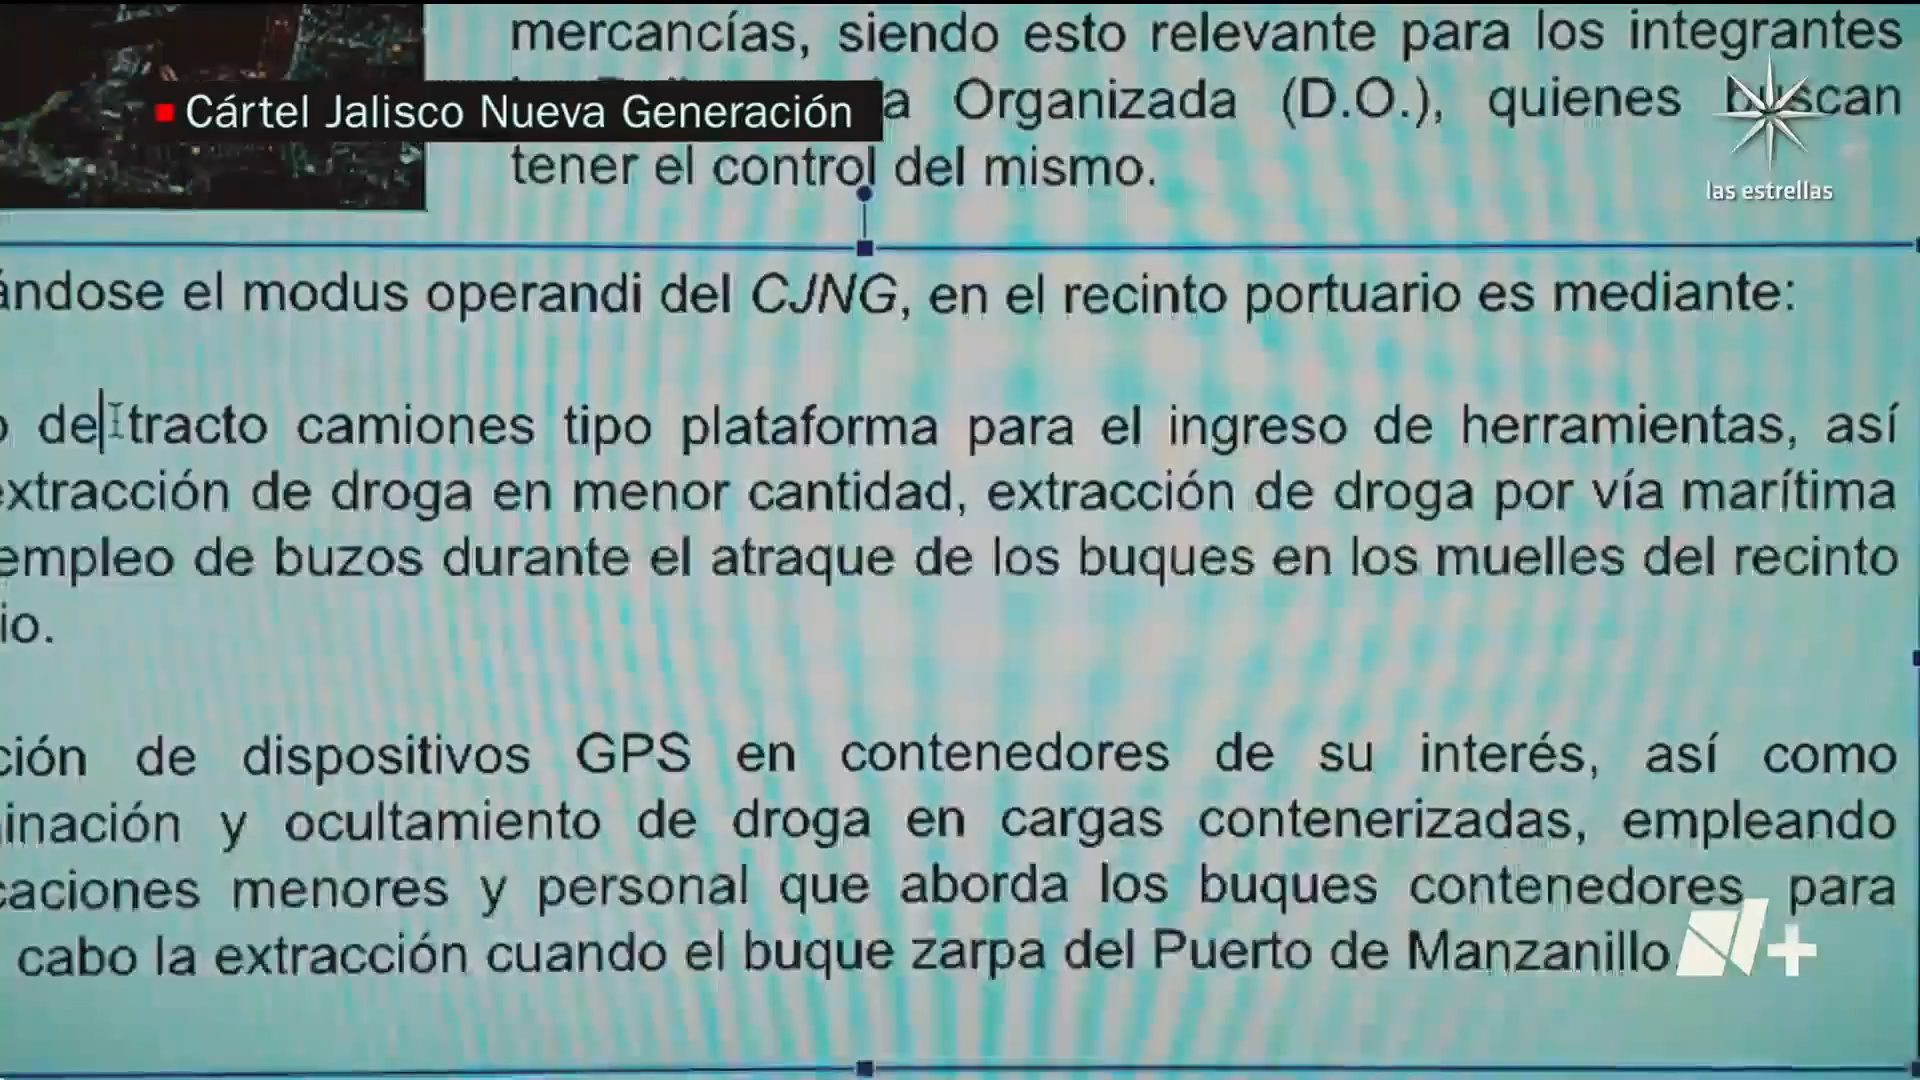 mercancías, siendo esto relevante para los integrantes
Cártel Jalisco Nueva Generación
a Organizada (D.O.), quienes buscan
las estrellas
tener el control del mismo.
ándose el modus operandi del CJNG, en el recinto portuario es mediante:
o de tracto camiones tipo plataforma para el ingreso de herramientas, así
extracción de droga en menor cantidad, extracción de droga por vía marítima
empleo de buzos durante el atraque de los buques en los muelles del recinto
io.
ción de dispositivos GPS en contenedores de su interés, así como
inación y ocultamiento de droga en cargas contenerizadas, empleando
caciones menores y personal que aborda los buques contenedores para
cabo la extracción cuando el buque zarpa del Puerto de Manzanillo
N+